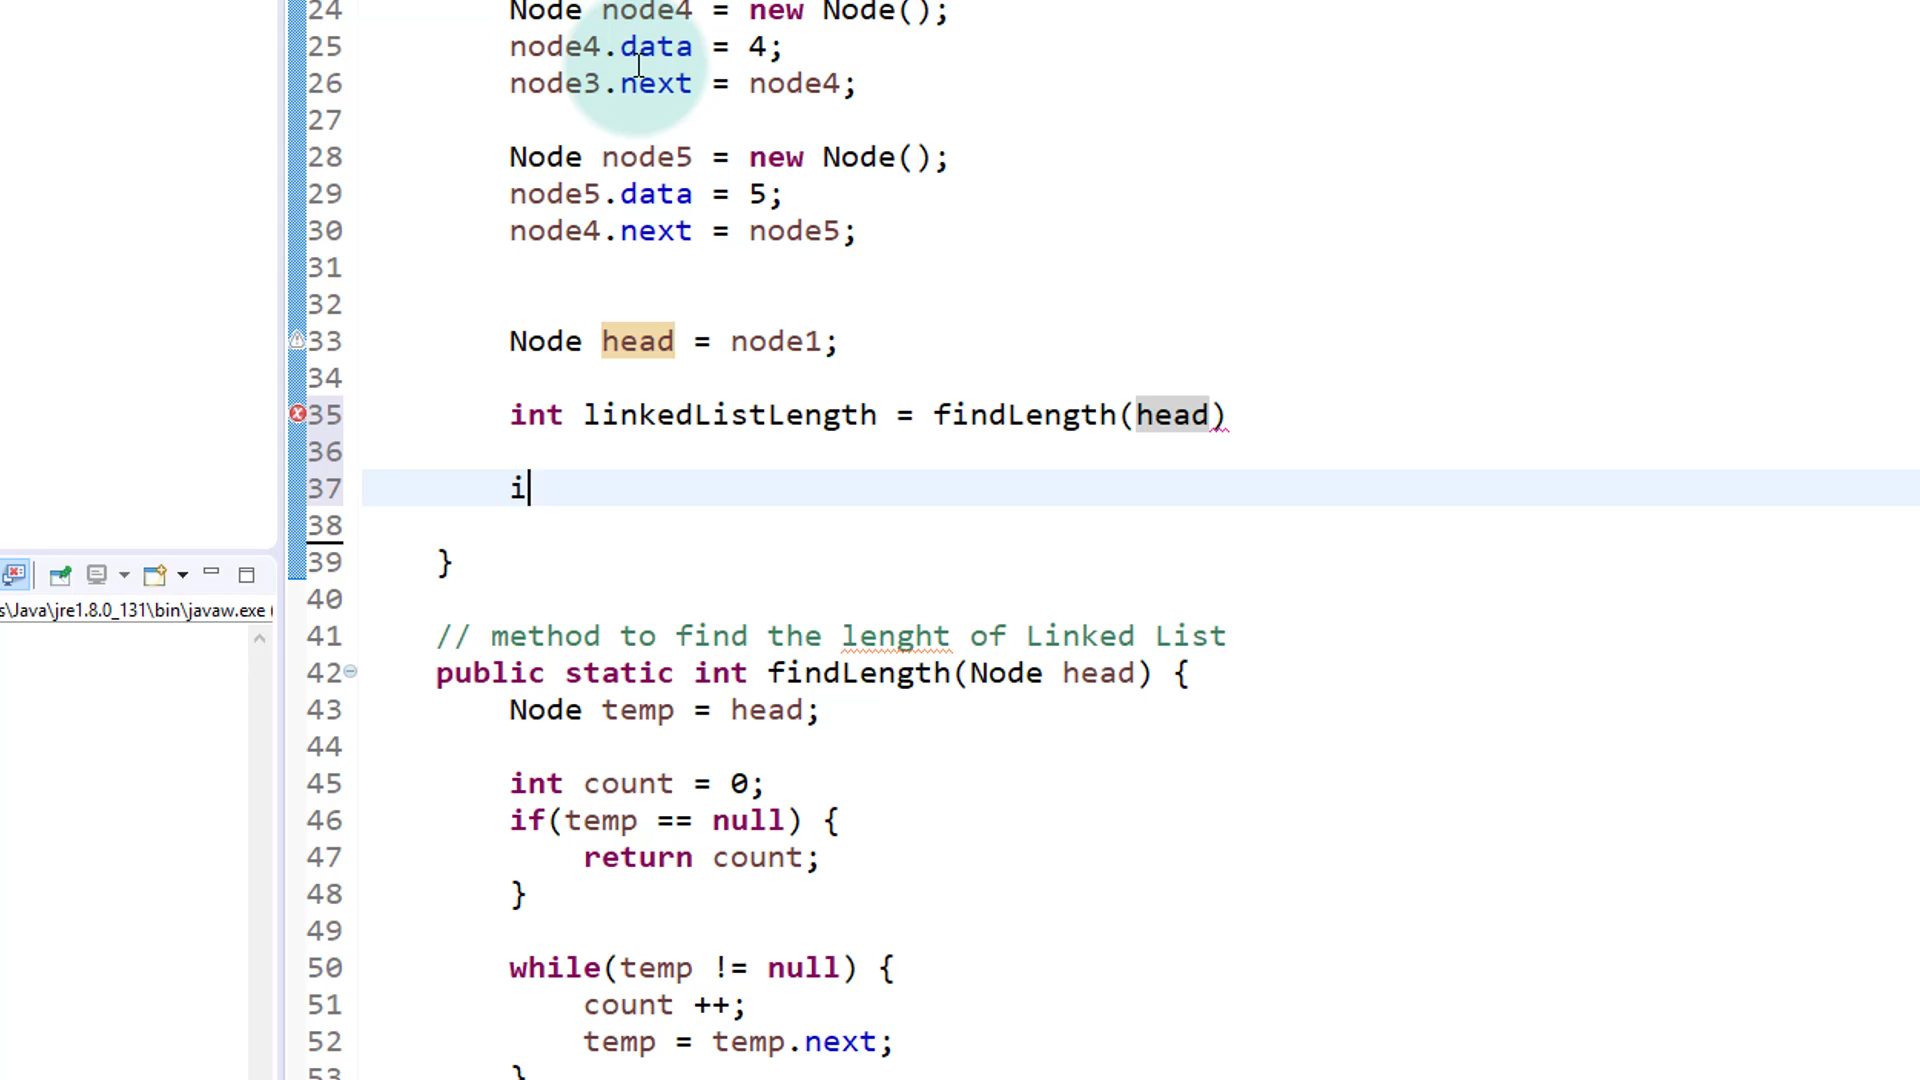 24 Node node4 = new Node();
25 node4.data = 4;
26 node3.next = node4;
27
28 Node node5 = new Node();
29 node5.data = 5;
30 node4.next = node5;
31
32
33 Node head = node1;
34
35 int linkedListLength = findLength(head)
36
37 i
38
39 }
40
41 // method to find the lenght of Linked List
42 public static int findLength(Node head) {
43 Node temp = head;
44
45 int count = 0;
46 if(temp == null) {
47 return count;
48 }
49
50 while(temp != null) {
51 count ++;
52 temp = temp.next;
53 }
s\Java\jre1.8.0_131\bin\javaw.exe (